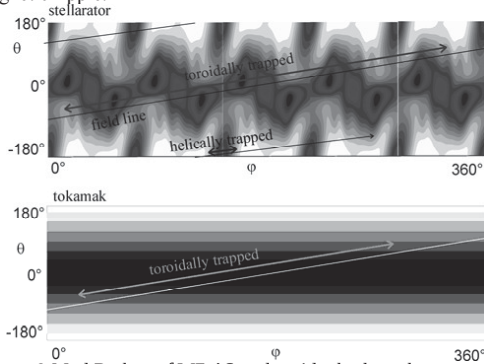 stellarator
180°
θ
toroidally trapped
0°
field line
helically trapped
-180°
0° φ 360°
tokamak
180°
θ
toroidally trapped
0°
-180°
0° φ 360°